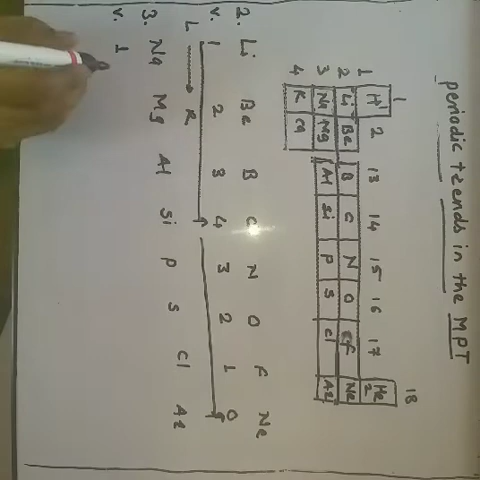 periodic trends in the MPT
1 18
1 H 2 13 14 15 16 17 He
2 Li Be B C N O F Ne
3 Na Mg Al Si P S Cl Ar
4 K Ca
2. Li Be B C N O F Ne
v. 1 2 3 4 3 2 1 0
L R
3. Na Mg Al Si P S Cl Ar
v. 1